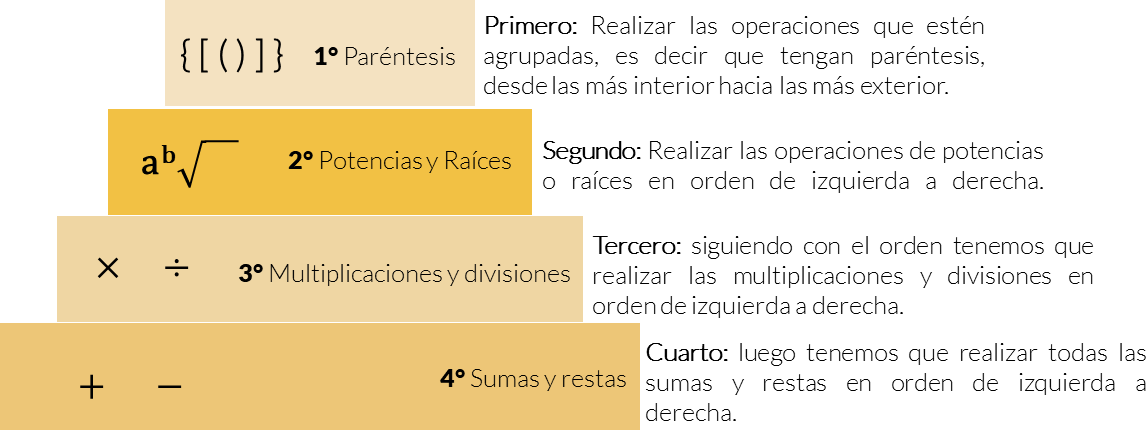 {[()]} 1° Paréntesis
Primero: Realizar las operaciones que estén
agrupadas, es decir que tengan paréntesis,
desde las más interior hacia las más exterior.
aᵇ√ 2° Potencias y Raíces
Segundo: Realizar las operaciones de potencias
o raíces en orden de izquierda a derecha.
× ÷ 3° Multiplicaciones y divisiones
Tercero: siguiendo con el orden tenemos que
realizar las multiplicaciones y divisiones en
orden de izquierda a derecha.
+ − 4° Sumas y restas
Cuarto: luego tenemos que realizar todas las
sumas y restas en orden de izquierda a
derecha.